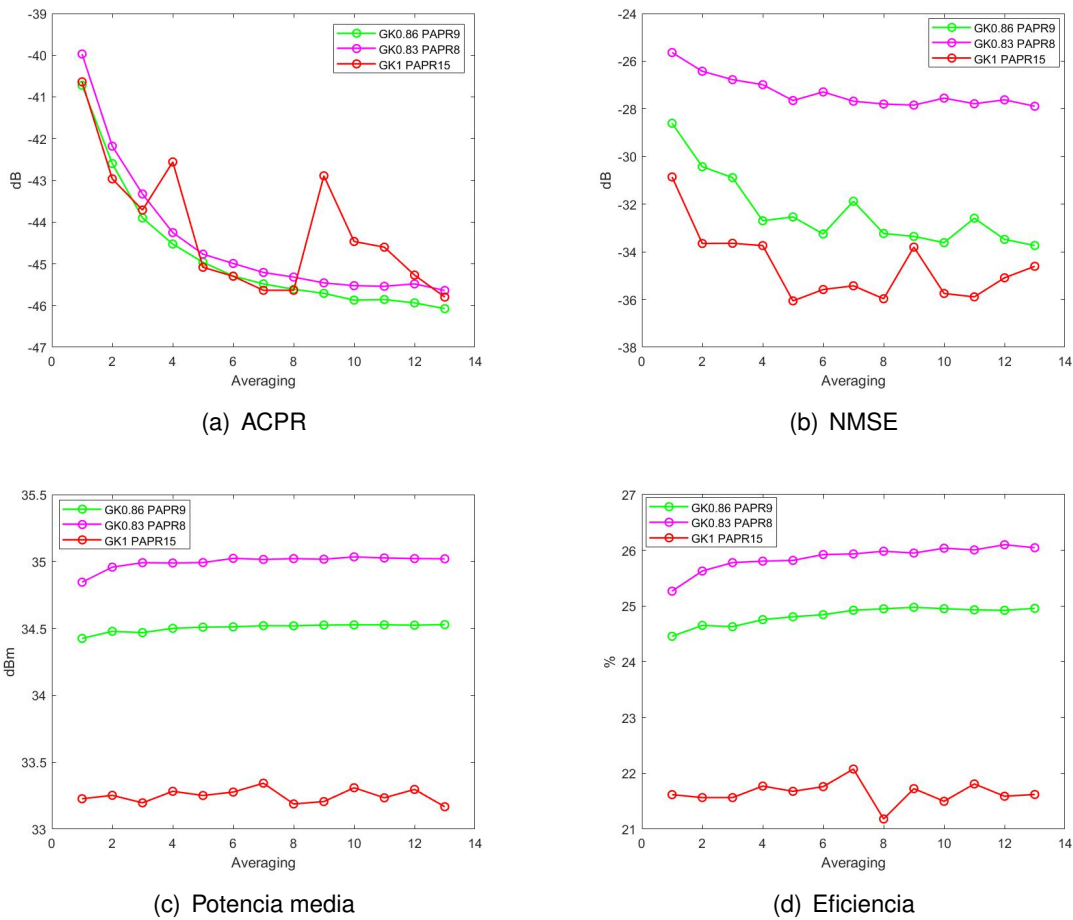 -39
-40
-41
-42
-43
-44
-45
-46
-47
dB
0 2 4 6 8 10 12 14
Averaging
GK0.86 PAPR9
GK0.83 PAPR8
GK1 PAPR15
(a) ACPR
-24
-26
-28
-30
-32
-34
-36
-38
dB
0 2 4 6 8 10 12 14
Averaging
GK0.86 PAPR9
GK0.83 PAPR8
GK1 PAPR15
(b) NMSE
35.5
35
34.5
34
33.5
33
dBm
0 2 4 6 8 10 12 14
Averaging
GK0.86 PAPR9
GK0.83 PAPR8
GK1 PAPR15
(c) Potencia media
27
26
25
24
23
22
21
%
0 2 4 6 8 10 12 14
Averaging
GK0.86 PAPR9
GK0.83 PAPR8
GK1 PAPR15
(d) Eficiencia